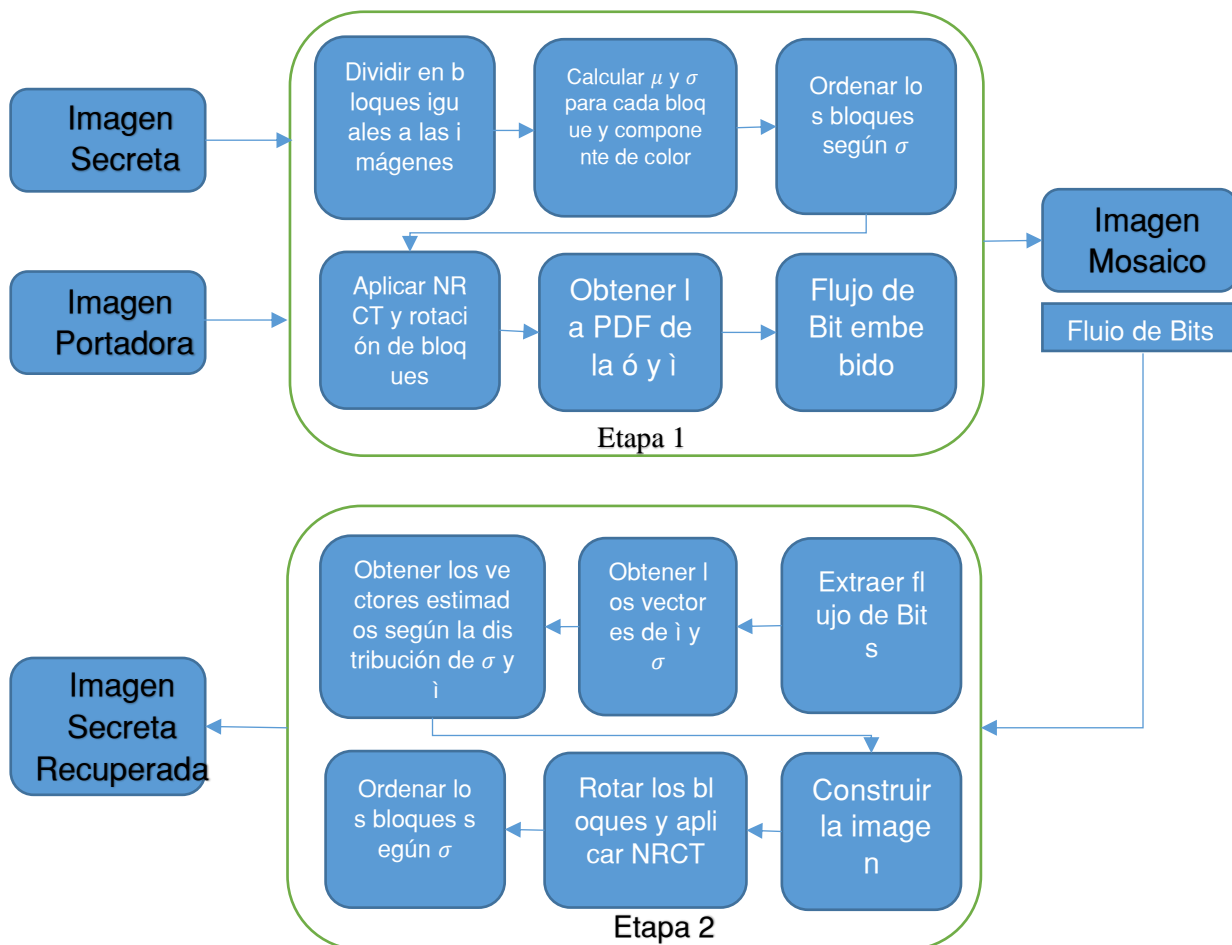 Imagen
Secreta
Dividir en b
loques igu
ales a las i
mágenes
Calcular μ y σ
para cada bloq
ue y compone
nte de color
Ordenar lo
s bloques
según σ
Imagen
Portadora
Aplicar NR
CT y rotaci
ón de bloq
ues
Obtener l
a PDF de
la ó y ì
Flujo de
Bit embe
bido
Etapa 1
Imagen
Mosaico
Flujo de Bits
Extraer fl
ujo de Bit
s
Obtener l
os vector
es de ì y
σ
Obtener los ve
ctores estimad
os según la dis
tribución de σ y
ì
Construir
la image
n
Rotar los bl
oques y apli
car NRCT
Ordenar lo
s bloques s
egún σ
Etapa 2
Imagen
Secreta
Recuperada